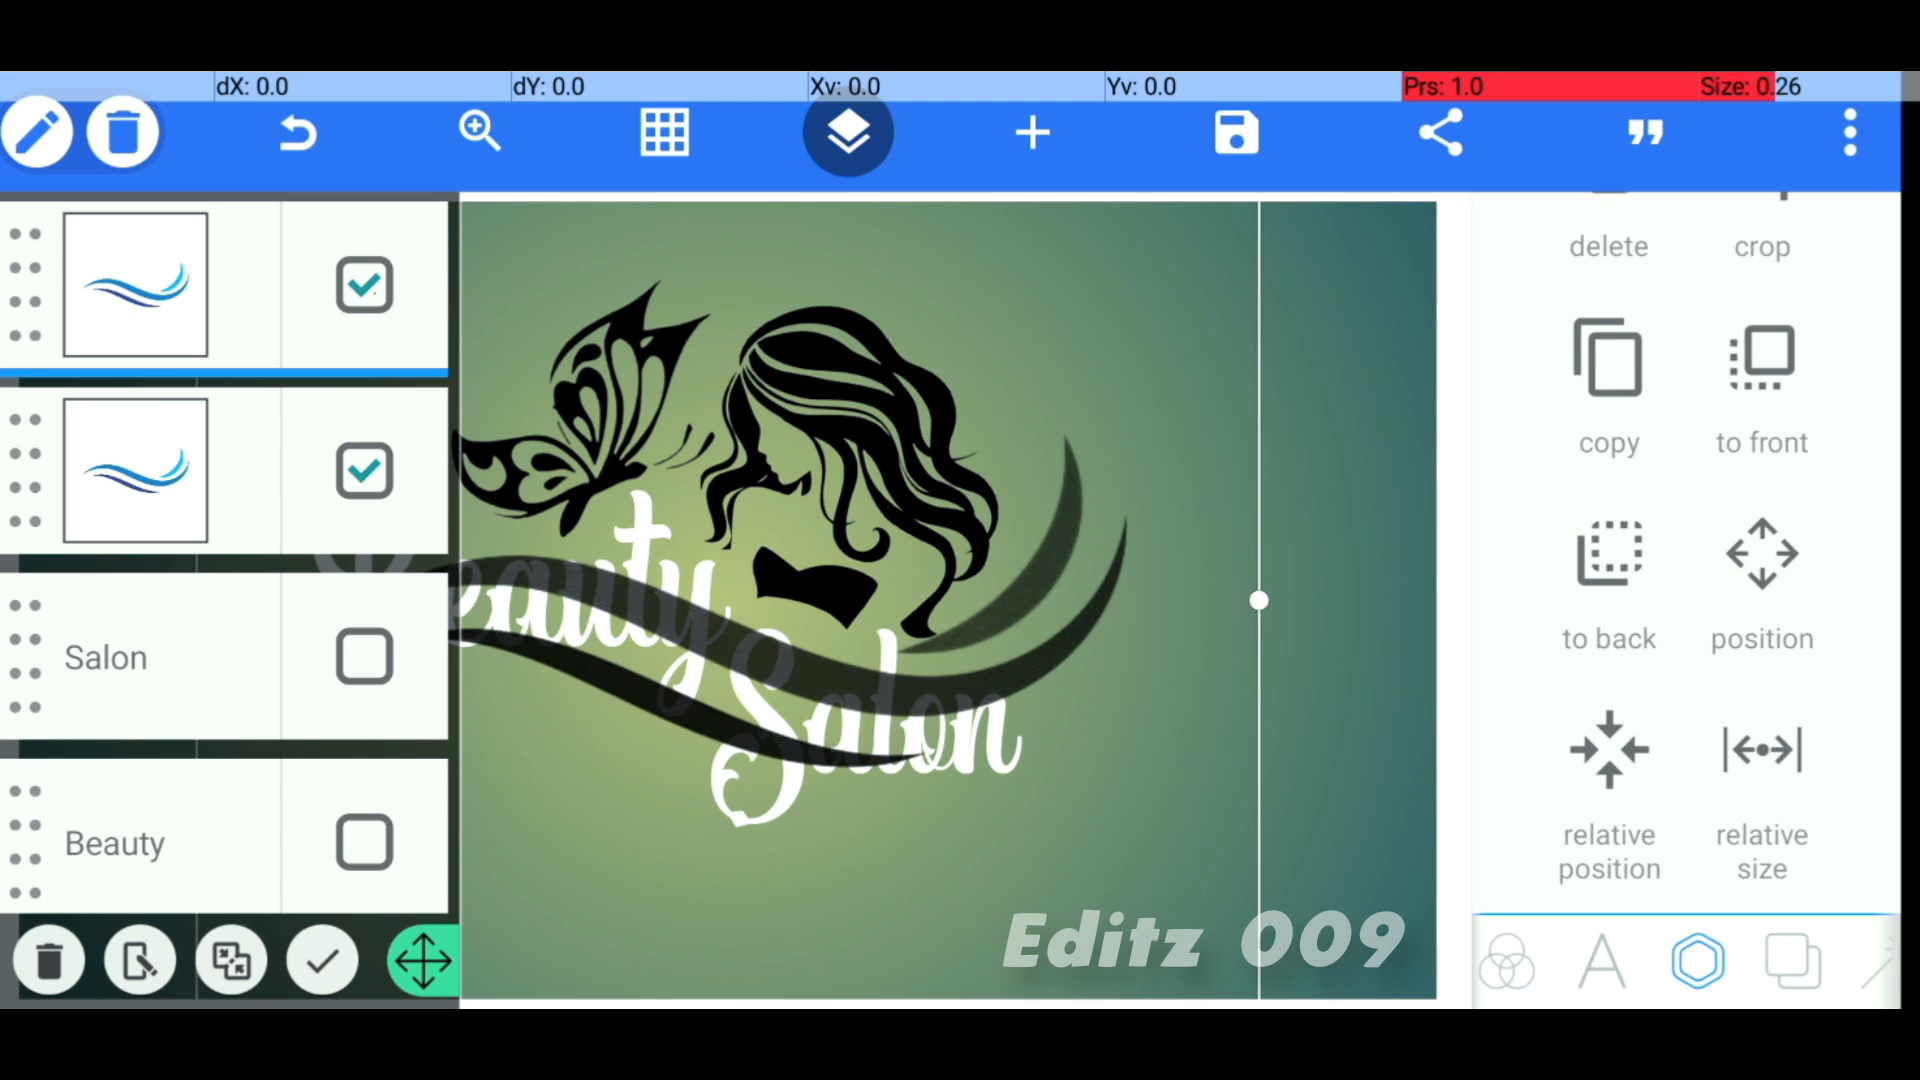 dX: 0.0 dY: 0.0 Xv: 0.0 Yv: 0.0 Prs: 1.0 Size: 0.26
delete crop
copy to front
to back position
relative position relative size
Salon
Beauty
Beauty
Salon
Editz 009